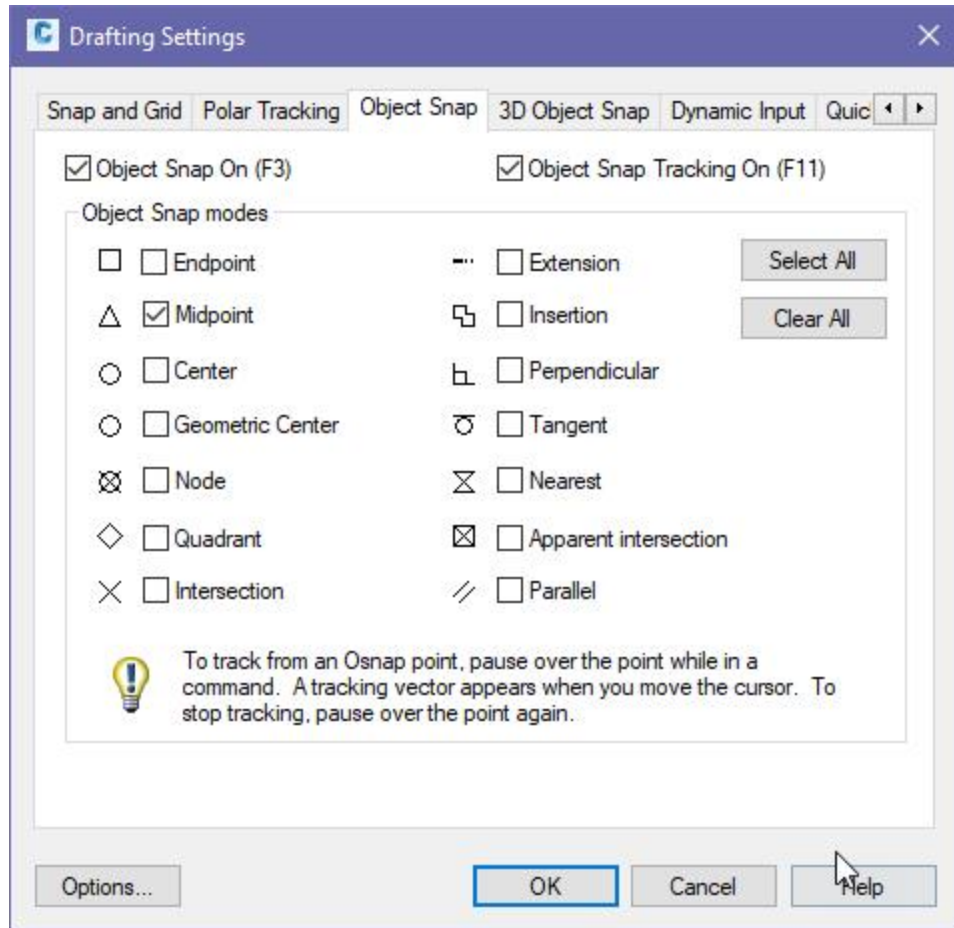 C Drafting Settings
Snap and Grid Polar Tracking Object Snap 3D Object Snap Dynamic Input Quic
Object Snap On (F3) Object Snap Tracking On (F11)
Object Snap modes
Endpoint Extension Select All
Midpoint Insertion Clear All
Center Perpendicular
Geometric Center Tangent
Node Nearest
Quadrant Apparent intersection
Intersection Parallel
To track from an Osnap point, pause over the point while in a
command. A tracking vector appears when you move the cursor. To
stop tracking, pause over the point again.
Options... OK Cancel Help